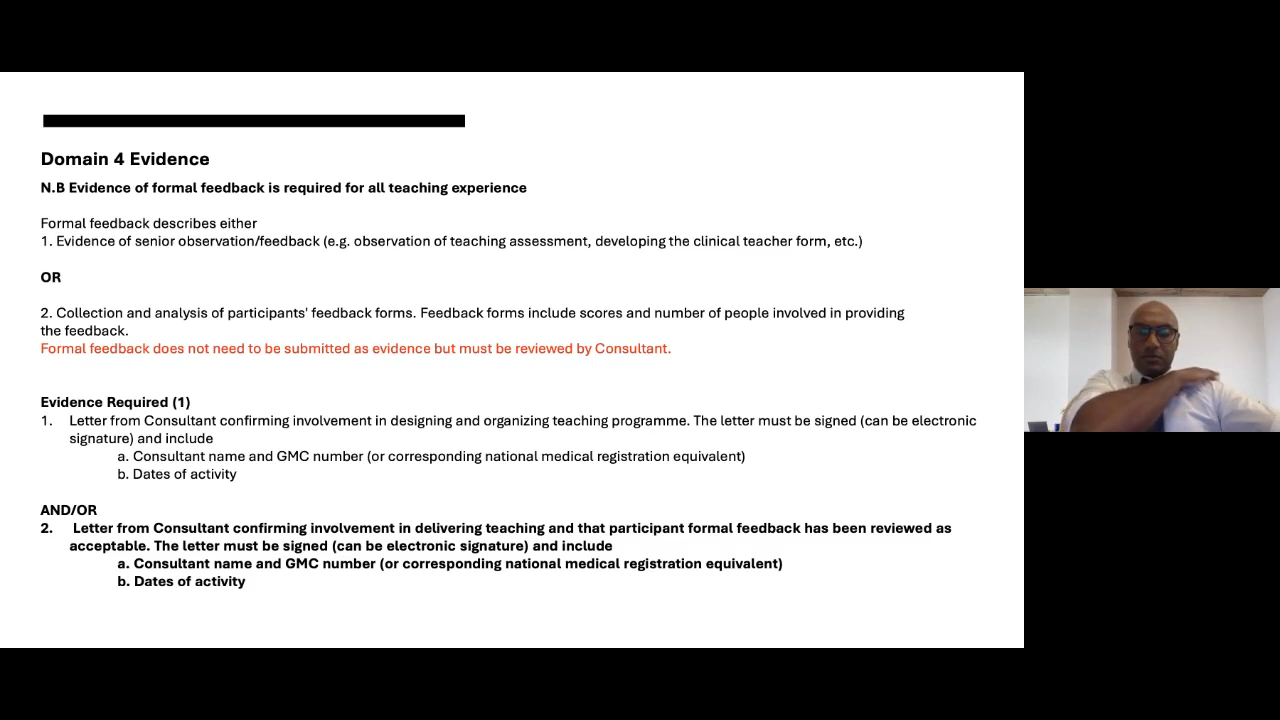 Domain 4 Evidence
N.B Evidence of formal feedback is required for all teaching experience
Formal feedback describes either
1. Evidence of senior observation/feedback (e.g. observation of teaching assessment, developing the clinical teacher form, etc.)
OR
2. Collection and analysis of participants' feedback forms. Feedback forms include scores and number of people involved in providing
the feedback.
Formal feedback does not need to be submitted as evidence but must be reviewed by Consultant.
Evidence Required (1)
1. Letter from Consultant confirming involvement in designing and organizing teaching programme. The letter must be signed (can be electronic
signature) and include
a. Consultant name and GMC number (or corresponding national medical registration equivalent)
b. Dates of activity
AND/OR
2. Letter from Consultant confirming involvement in delivering teaching and that participant formal feedback has been reviewed as
acceptable. The letter must be signed (can be electronic signature) and include
a. Consultant name and GMC number (or corresponding national medical registration equivalent)
b. Dates of activity